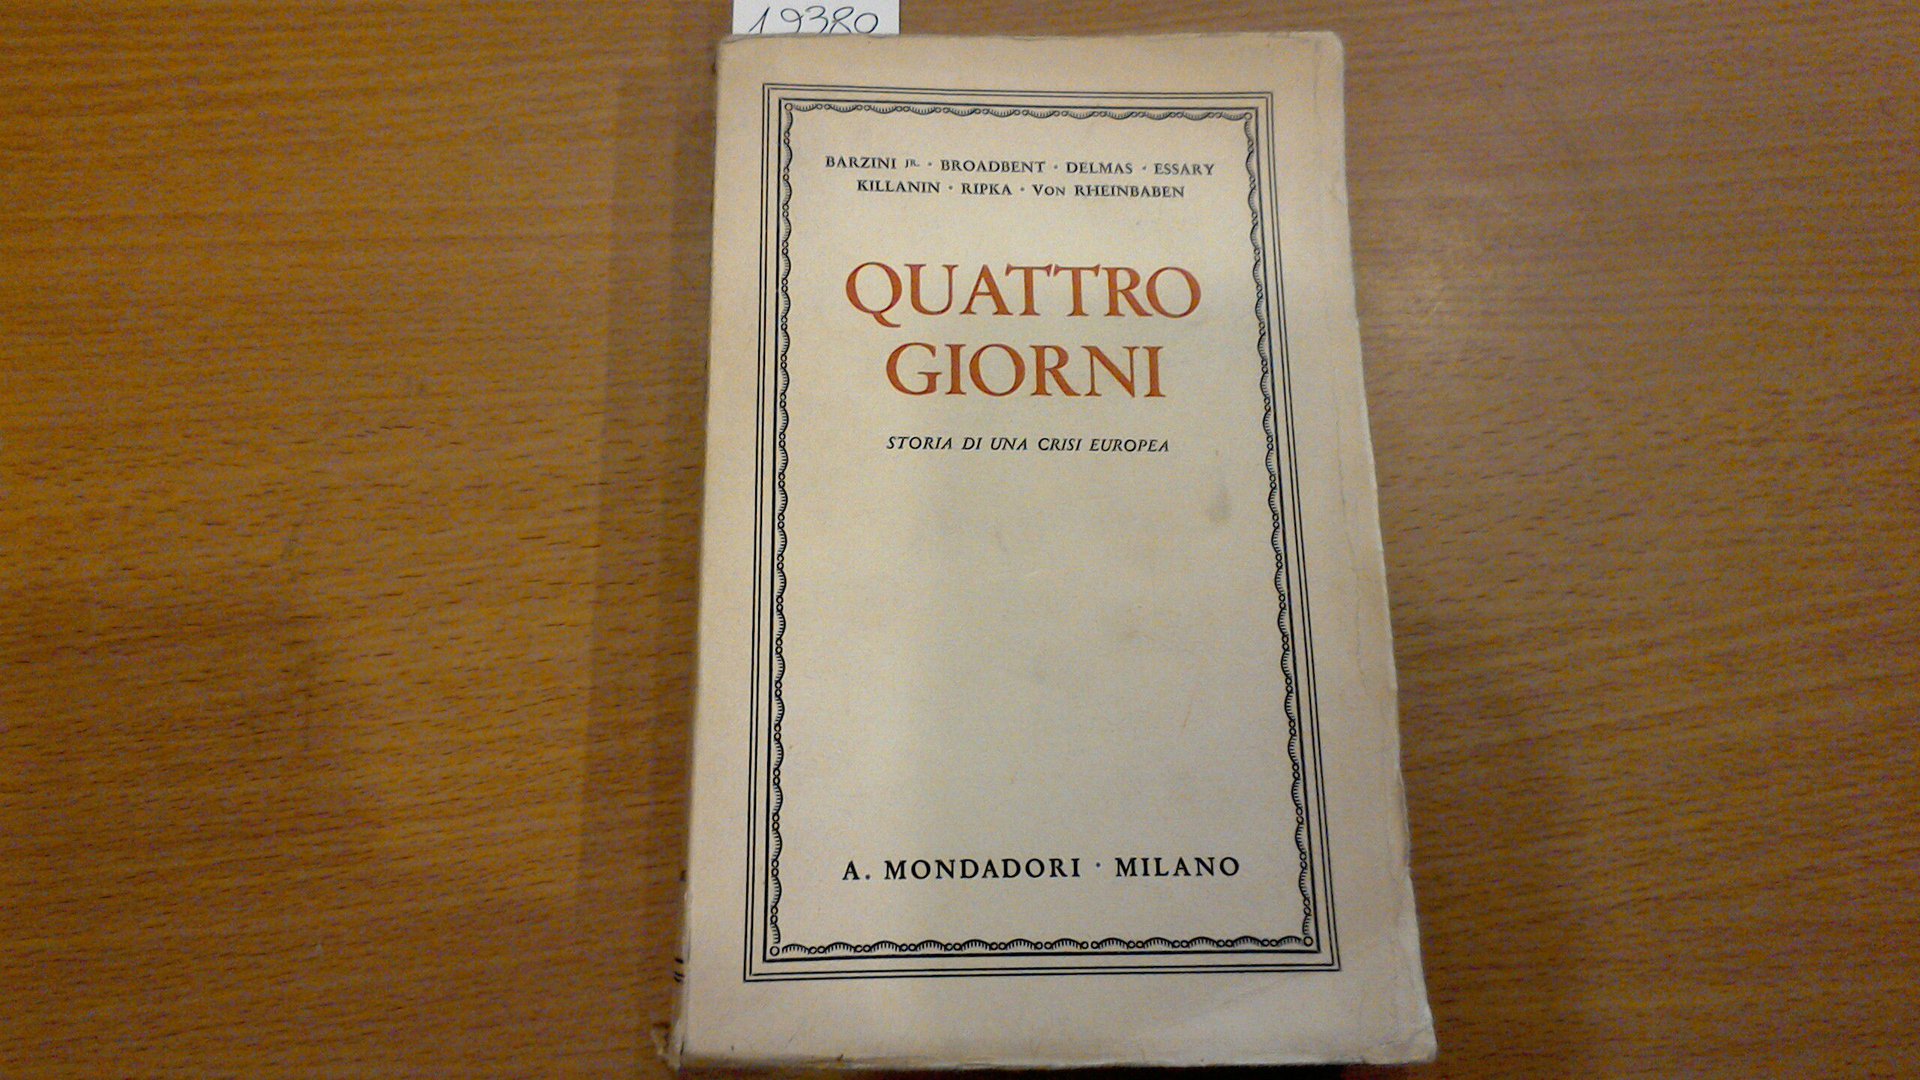 19380
BARZINI JR. · BROADBENT · DELMAS · ESSARY
KILLANIN · RIPKA · VON RHEINBABEN
QUATTRO
GIORNI
STORIA DI UNA CRISI EUROPEA
A. MONDADORI · MILANO